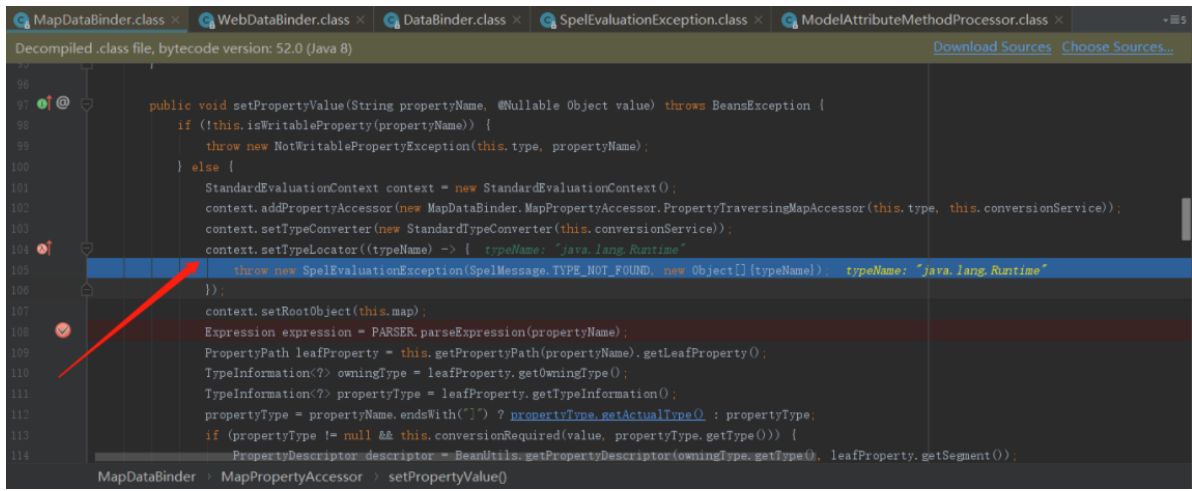 MapDataBinder.class × WebDataBinder.class × DataBinder.class × SpelEvaluationException.class × ModelAttributeMethodProcessor.class × 5
Decompiled .class file, bytecode version: 52.0 (Java 8) Download Sources Choose Sources...
95 }
96
97 @ public void setPropertyValue(String propertyName, @Nullable Object value) throws BeansException {
98 if (!this.isWritableProperty(propertyName)) {
99 throw new NotWritablePropertyException(this.type, propertyName);
100 } else {
101 StandardEvaluationContext context = new StandardEvaluationContext();
102 context.addPropertyAccessor(new MapDataBinder.MapPropertyAccessor.PropertyTraversingMapAccessor(this.type, this.conversionService));
103 context.setTypeConverter(new StandardTypeConverter(this.conversionService));
104 context.setTypeLocator((typeName) -> { typeName: "java.lang.Runtime"
105 throw new SpelEvaluationException(SpelMessage.TYPE_NOT_FOUND, new Object[]{typeName}); typeName: "java.lang.Runtime"
106 });
107 context.setRootObject(this.map);
108 Expression expression = PARSER.parseExpression(propertyName);
109 PropertyPath leafProperty = this.getPropertyPath(propertyName).getLeafProperty();
110 TypeInformation<?> owningType = leafProperty.getOwningType();
111 TypeInformation<?> propertyType = leafProperty.getTypeInformation();
112 propertyType = propertyName.endsWith("]") ? propertyType.getActualType() : propertyType;
113 if (propertyType != null && this.conversionRequired(value, propertyType.getType())) {
114 PropertyDescriptor descriptor = BeanUtils.getPropertyDescriptor(owningType.getType(), leafProperty.getSegment());
MapDataBinder › MapPropertyAccessor › setPropertyValue()